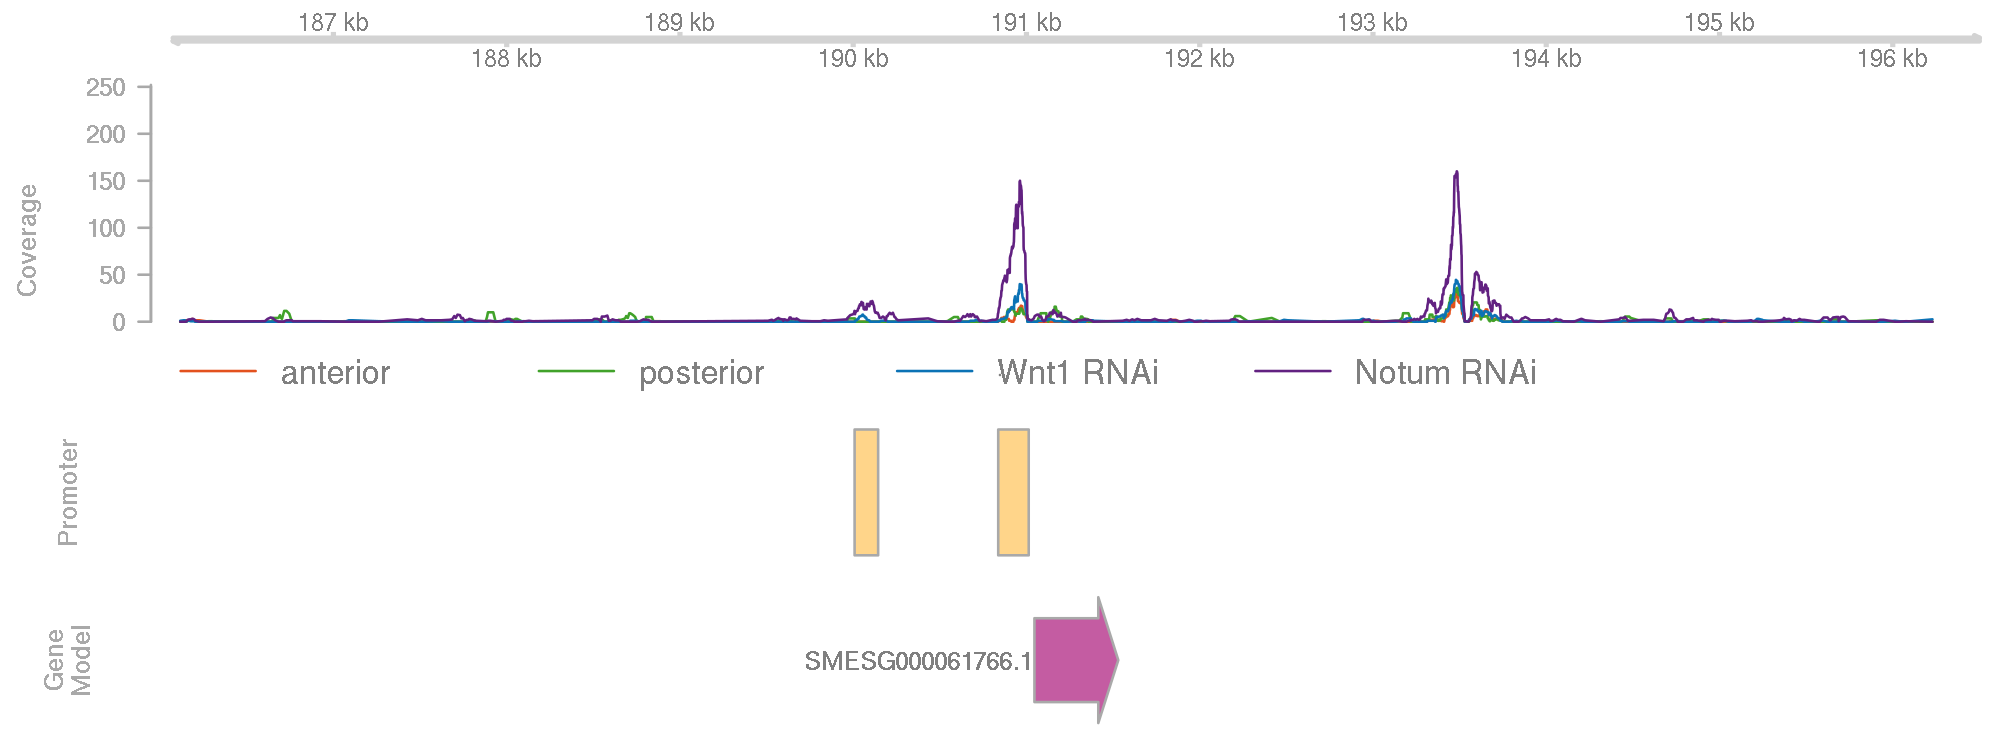 187 kb 189 kb 191 kb 193 kb 195 kb
188 kb 190 kb 192 kb 194 kb 196 kb
250
200
150
100
50
0
Coverage
anterior posterior Wnt1 RNAi Notum RNAi
Promoter
Gene
Model
SMESG000061766.1